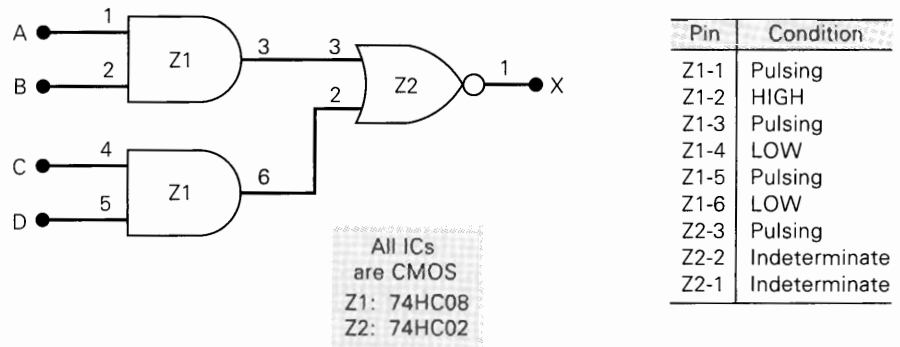 A 1
Z1
B 2
3 3
Z2
1 X
2
C 4
Z1
D 5
6
All ICs
are CMOS
Z1: 74HC08
Z2: 74HC02
Pin Condition
Z1-1 Pulsing
Z1-2 HIGH
Z1-3 Pulsing
Z1-4 LOW
Z1-5 Pulsing
Z1-6 LOW
Z2-3 Pulsing
Z2-2 Indeterminate
Z2-1 Indeterminate